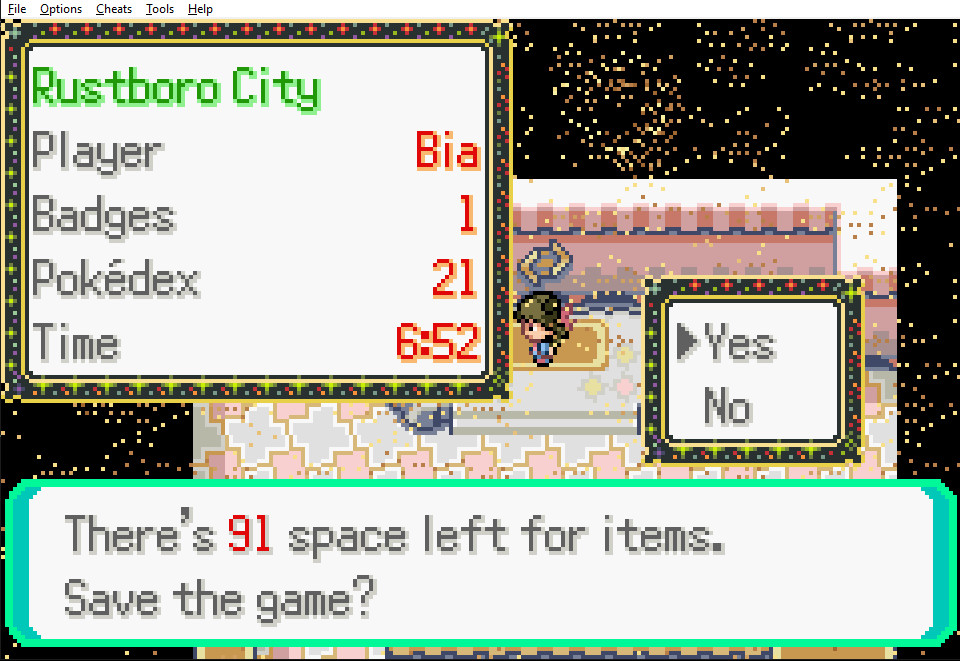 File Options Cheats Tools Help
Rustboro City
Player Bia
Badges 1
Pokédex 21
Time 6:52
Yes
No
There's 91 space left for items.
Save the game?